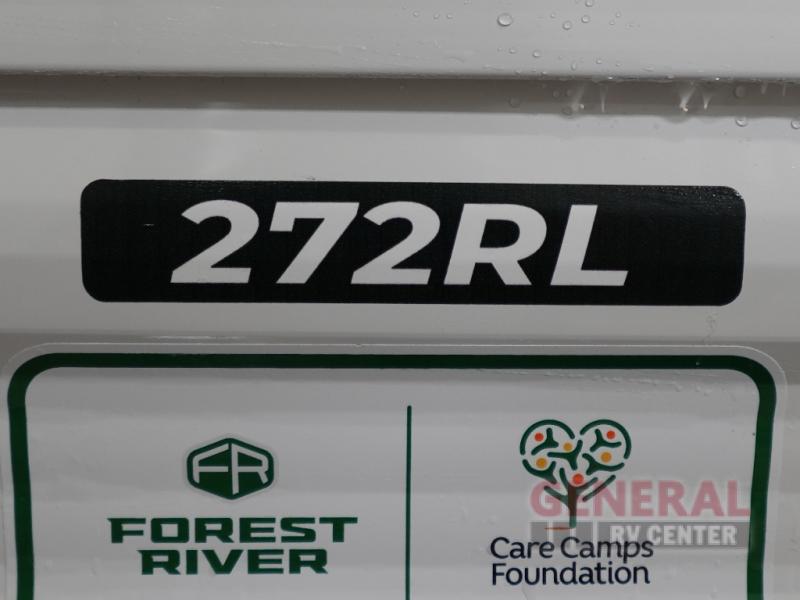 272RL
FR
FOREST
RIVER
Care Camps
Foundation
GENERAL
RV CENTER